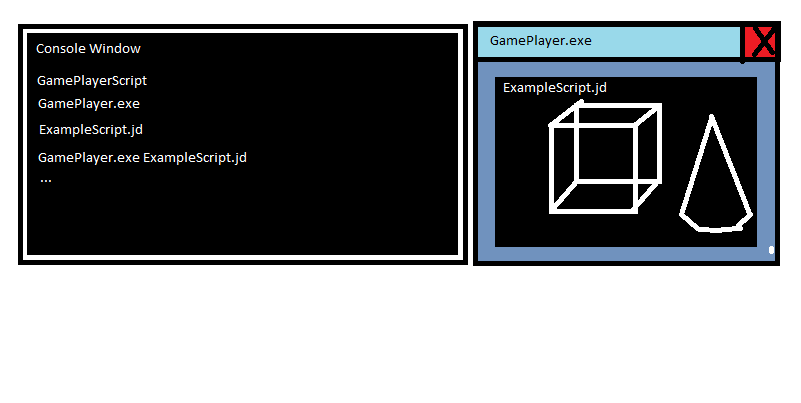 Console Window
GamePlayerScript
GamePlayer.exe
ExampleScript.jd
GamePlayer.exe ExampleScript.jd
...
GamePlayer.exe
X
ExampleScript.jd